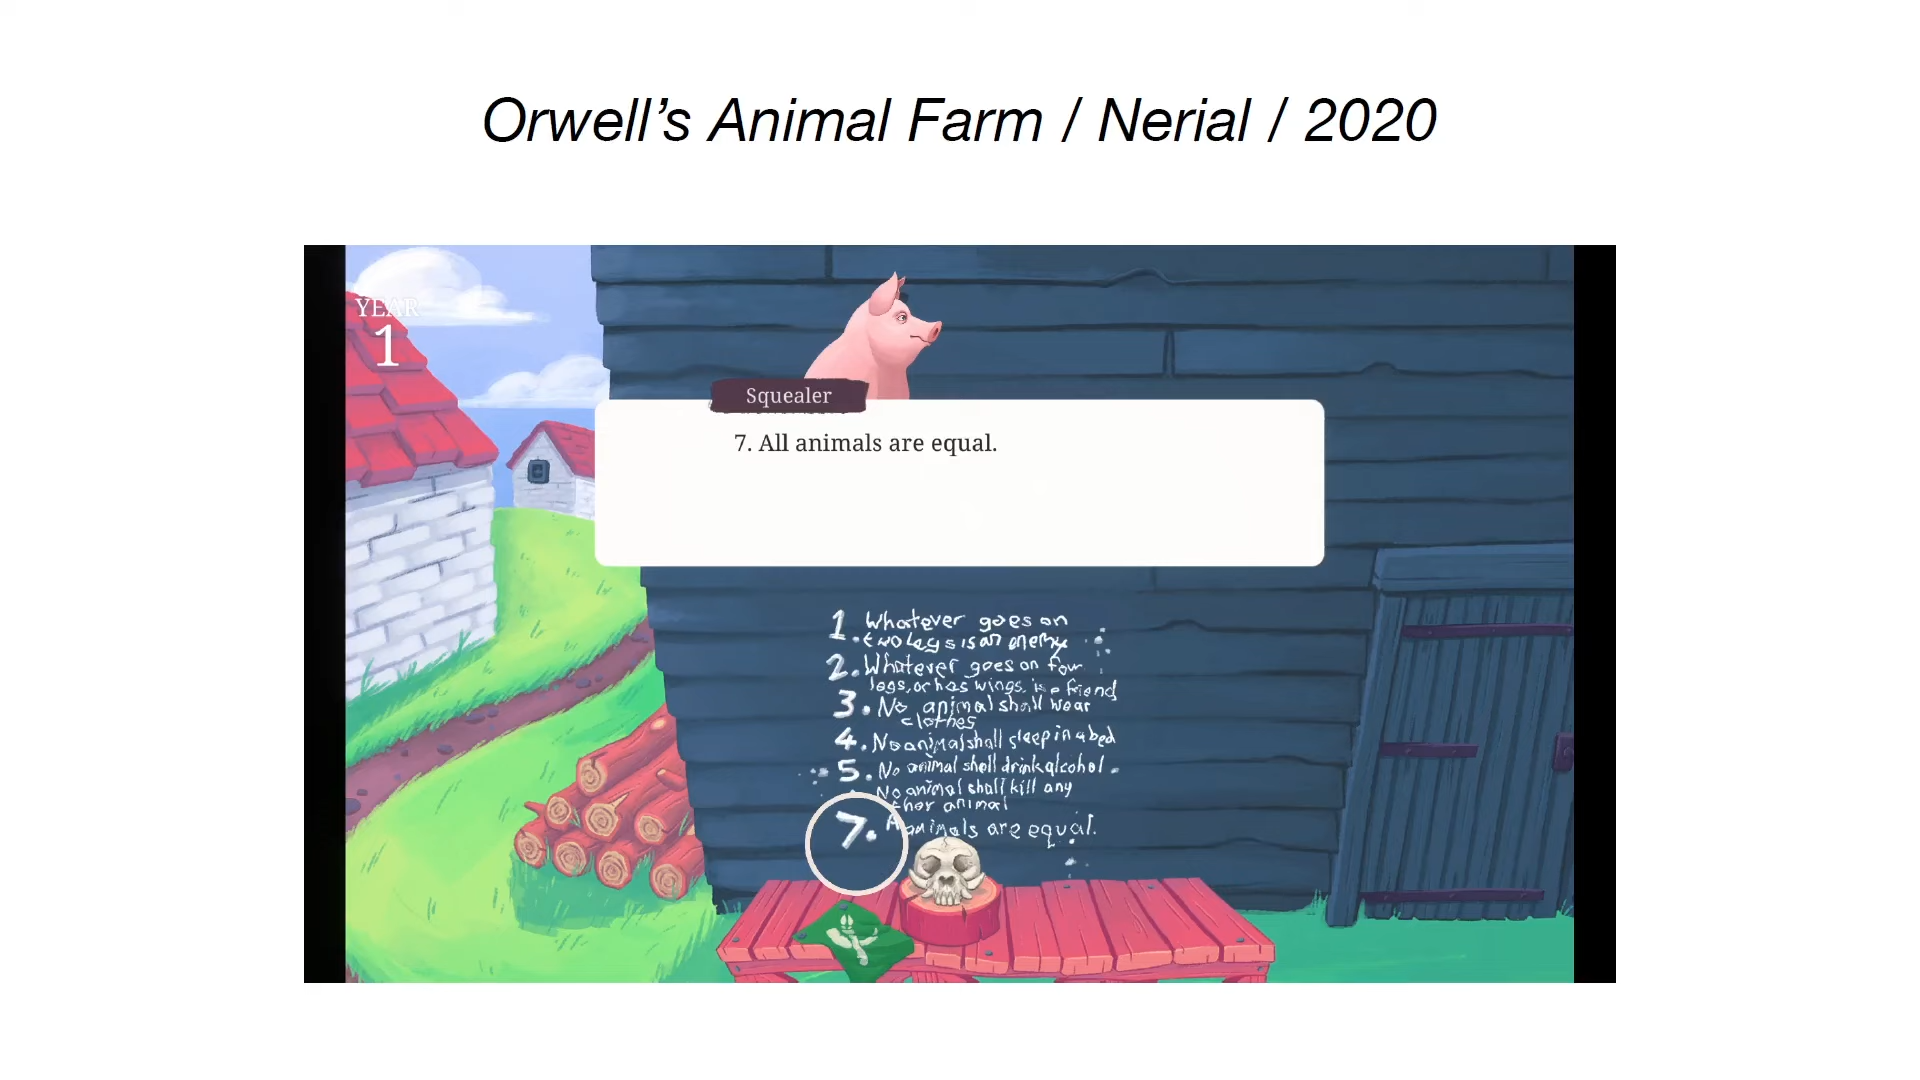 Orwell’s Animal Farm / Nerial / 2020
YEAR
1
Squealer
7. All animals are equal.
1. Whatever goes on
two legs is an enemy
2. Whatever goes on four
legs, or has wings, is a friend
3. No animal shall wear
clothes
4. No animal shall sleep in a bed
5. No animal shall drink alcohol.
No animal shall kill any
other animal
7. animals are equal.